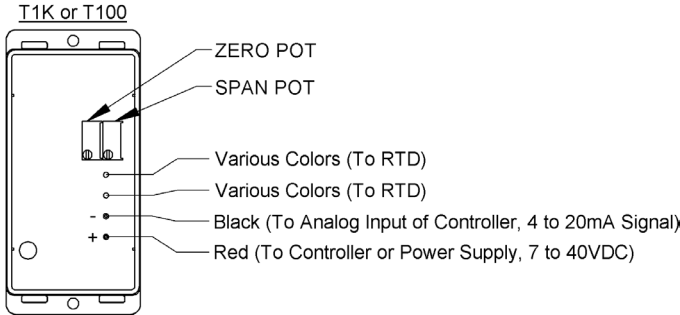 T1K or T100
ZERO POT
SPAN POT
Various Colors (To RTD)
Various Colors (To RTD)
- Black (To Analog Input of Controller, 4 to 20mA Signal)
+ Red (To Controller or Power Supply, 7 to 40VDC)